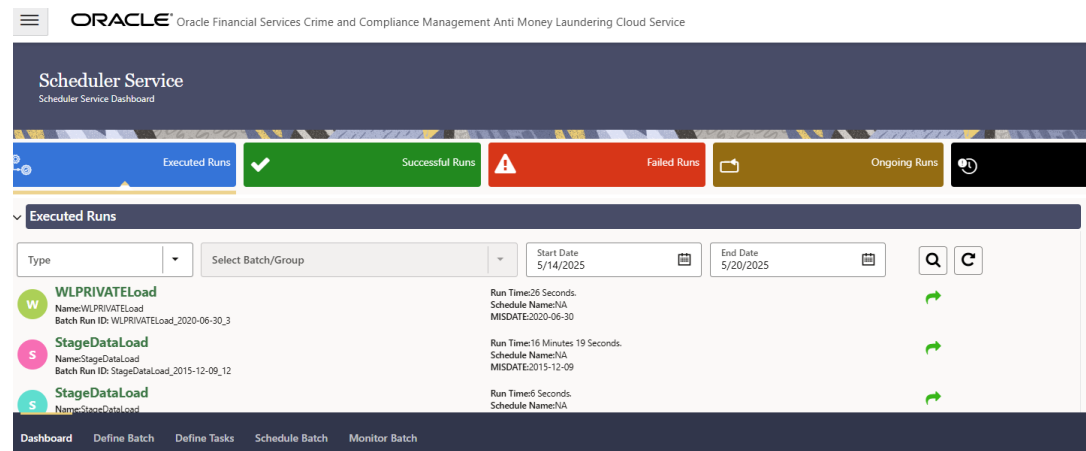 ORACLE® Oracle Financial Services Crime and Compliance Management Anti Money Laundering Cloud Service
Scheduler Service
Scheduler Service Dashboard
Executed Runs
Successful Runs
Failed Runs
Ongoing Runs
Executed Runs
Type
Select Batch/Group
Start Date
5/14/2025
End Date
5/20/2025
W
WLPRIVATELoad
Name:WLPRIVATELoad
Batch Run ID: WLPRIVATELoad_2020-06-30_3
Run Time:26 Seconds.
Schedule Name:NA
MISDATE:2020-06-30
S
StageDataLoad
Name:StageDataLoad
Batch Run ID: StageDataLoad_2015-12-09_12
Run Time:16 Minutes 19 Seconds.
Schedule Name:NA
MISDATE:2015-12-09
S
StageDataLoad
Name:StageDataLoad
Run Time:6 Seconds.
Schedule Name:NA
Dashboard Define Batch Define Tasks Schedule Batch Monitor Batch